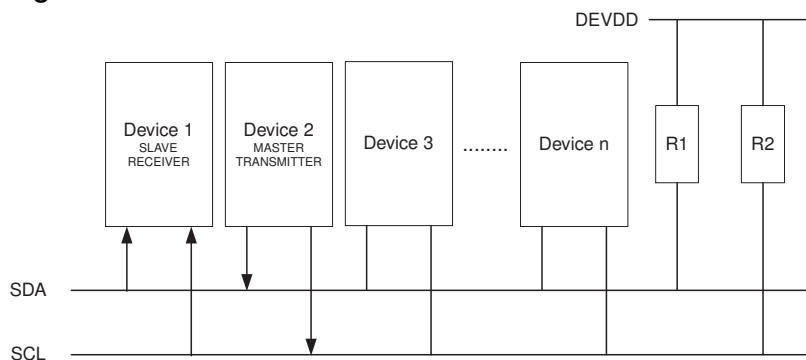 DEVDD
Device 1
SLAVE
RECEIVER
Device 2
MASTER
TRANSMITTER
Device 3
........
Device n
R1
R2
SDA
SCL